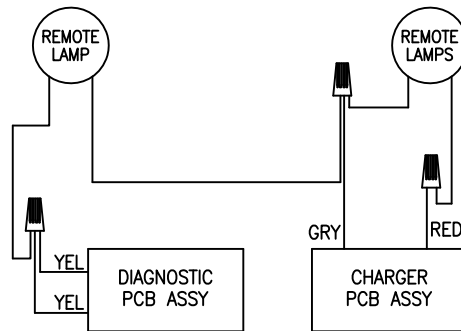 REMOTE
LAMP
REMOTE
LAMPS
GRY
RED
YEL
YEL
DIAGNOSTIC
PCB ASSY
CHARGER
PCB ASSY